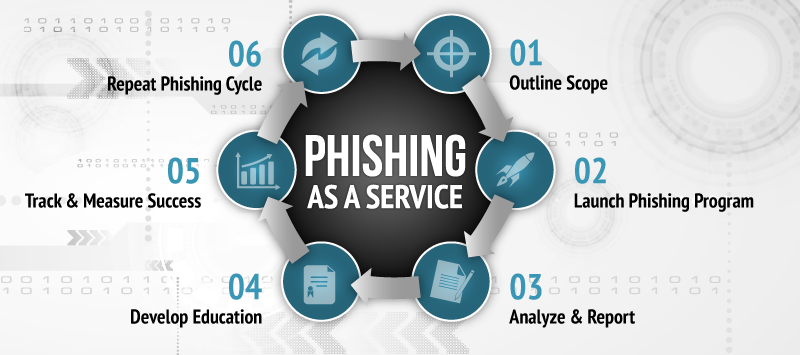 PHISHING
AS A SERVICE
01
Outline Scope
02
Launch Phishing Program
03
Analyze & Report
04
Develop Education
05
Track & Measure Success
06
Repeat Phishing Cycle